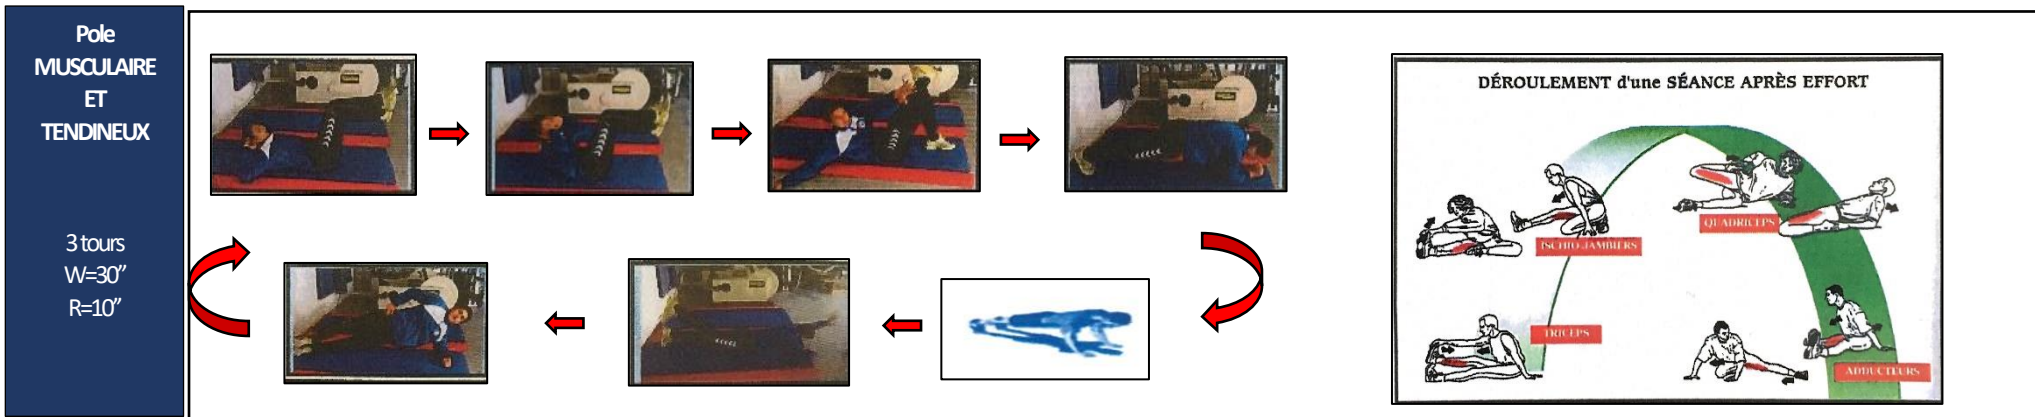 Pole
MUSCULAIRE
ET
TENDINEUX
3 tours
W=30’’
R=10’’
DÉROULEMENT d'une SÉANCE APRÈS EFFORT
QUADRICEPS
ISCHIO-JAMBIERS
TRICEPS
ADDUCTEURS